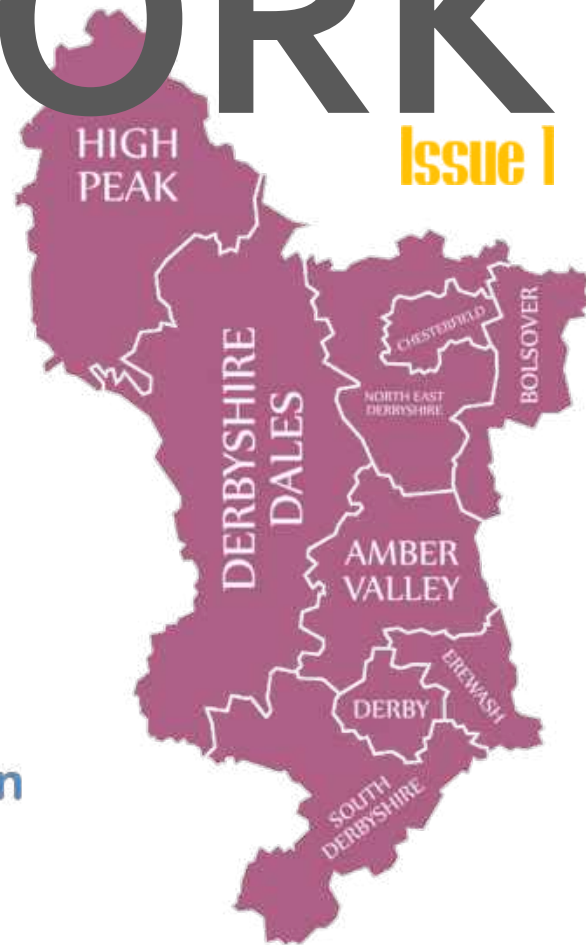 ORK
Issue 1
HIGH
PEAK
CHESTERFIELD
BOLSOVER
NORTH EAST
DERBYSHIRE
DERBYSHIRE
DALES
AMBER
VALLEY
EREWASH
DERBY
n
SOUTH
DERBYSHIRE